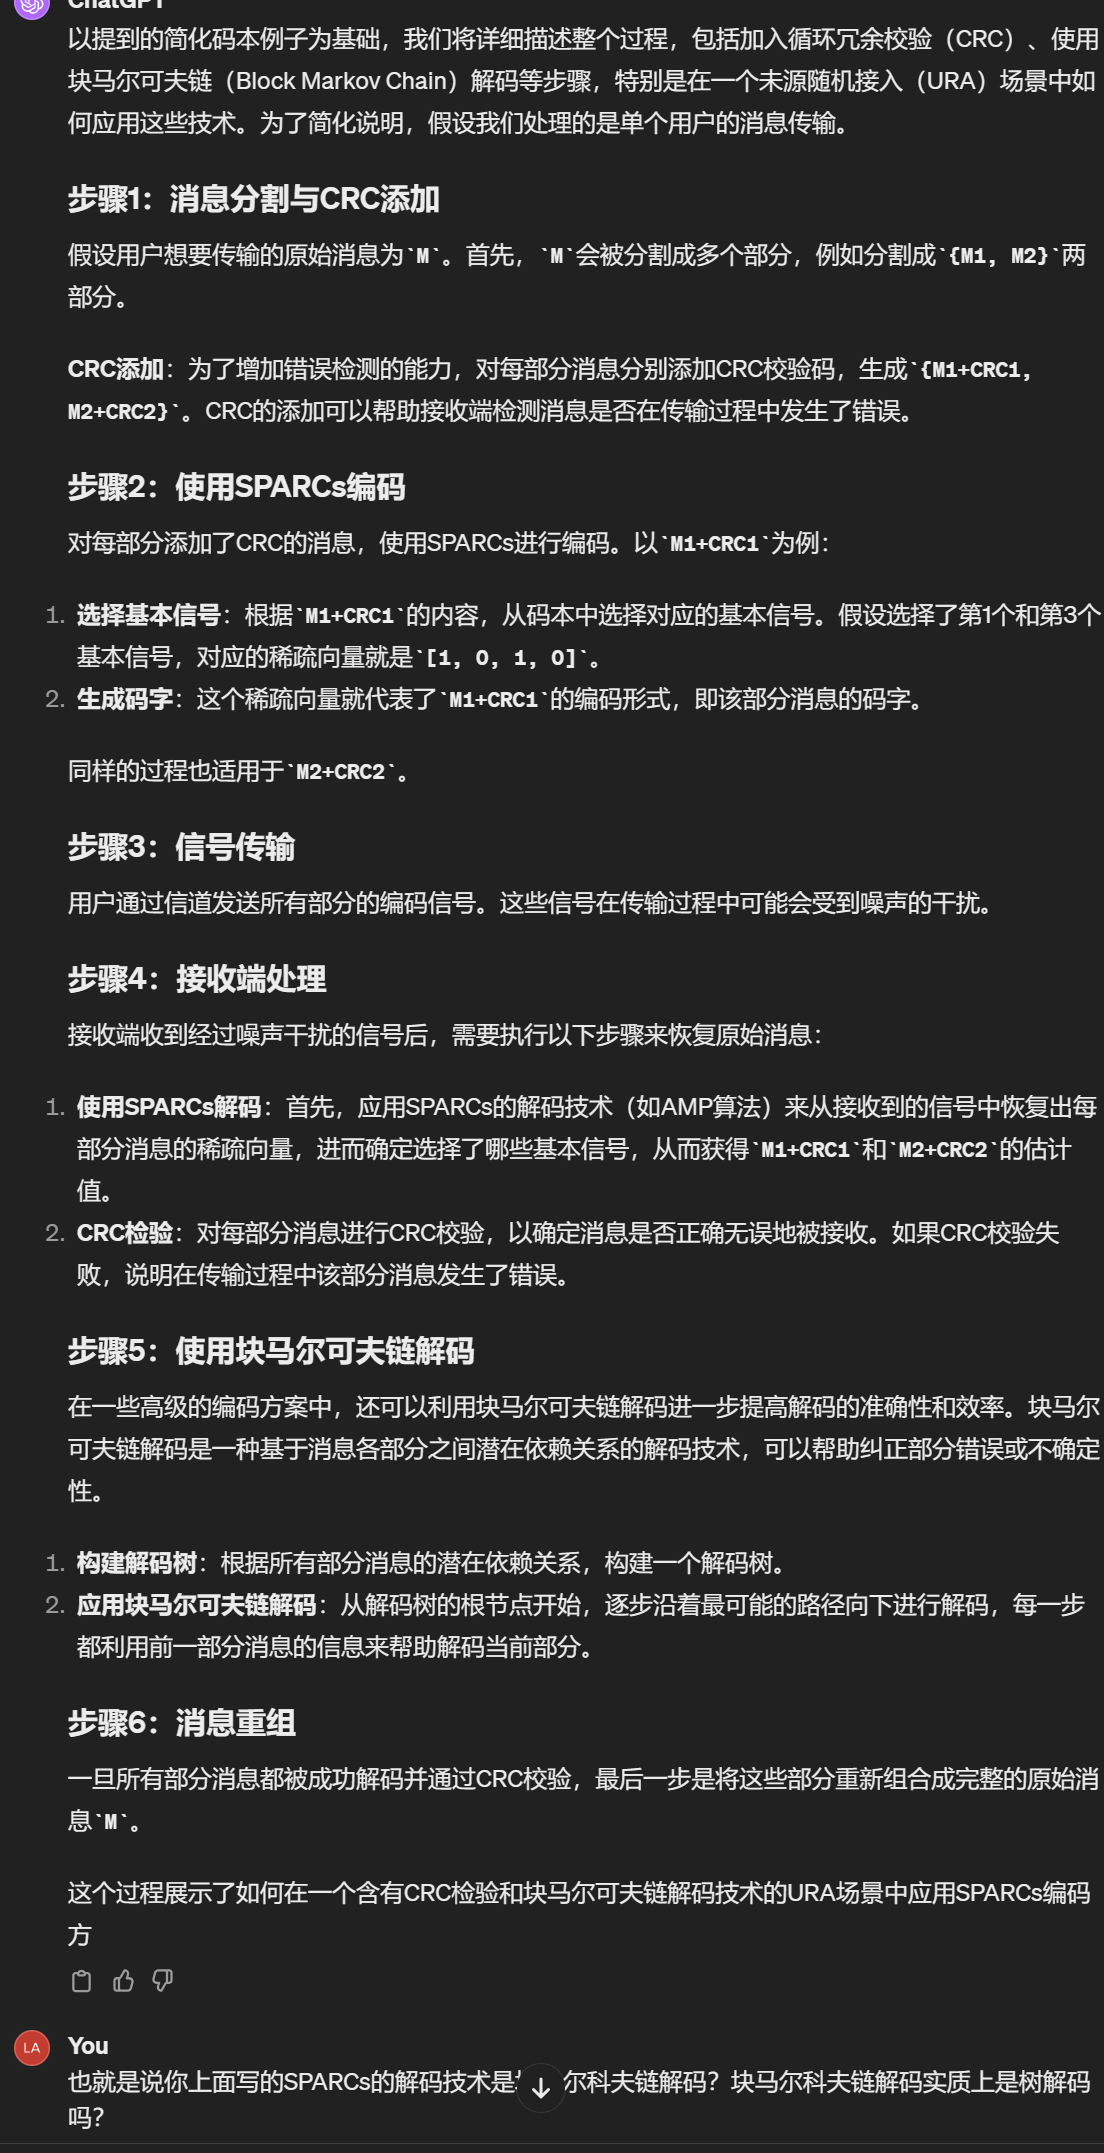 ChatGPT
以提到的简化码本例子为基础，我们将详细描述整个过程，包括加入循环冗余校验（CRC）、使用
块马尔可夫链（Block Markov Chain）解码等步骤，特别是在一个未源随机接入（URA）场景中如
何应用这些技术。为了简化说明，假设我们处理的是单个用户的消息传输。
步骤1：消息分割与CRC添加
假设用户想要传输的原始消息为`M`。首先，`M`会被分割成多个部分，例如分割成`{M1, M2}`两
部分。
CRC添加：为了增加错误检测的能力，对每部分消息分别添加CRC校验码，生成`{M1+CRC1,
M2+CRC2}`。CRC的添加可以帮助接收端检测消息是否在传输过程中发生了错误。
步骤2：使用SPARCs编码
对每部分添加了CRC的消息，使用SPARCs进行编码。以`M1+CRC1`为例：
1. 选择基本信号：根据`M1+CRC1`的内容，从码本中选择对应的基本信号。假设选择了第1个和第3个
基本信号，对应的稀疏向量就是`[1, 0, 1, 0]`。
2. 生成码字：这个稀疏向量就代表了`M1+CRC1`的编码形式，即该部分消息的码字。
同样的过程也适用于`M2+CRC2`。
步骤3：信号传输
用户通过信道发送所有部分的编码信号。这些信号在传输过程中可能会受到噪声的干扰。
步骤4：接收端处理
接收端收到经过噪声干扰的信号后，需要执行以下步骤来恢复原始消息：
1. 使用SPARCs解码：首先，应用SPARCs的解码技术（如AMP算法）来从接收到的信号中恢复出每
部分消息的稀疏向量，进而确定选择了哪些基本信号，从而获得`M1+CRC1`和`M2+CRC2`的估计
值。
2. CRC检验：对每部分消息进行CRC校验，以确定消息是否正确无误地被接收。如果CRC校验失
败，说明在传输过程中该部分消息发生了错误。
步骤5：使用块马尔可夫链解码
在一些高级的编码方案中，还可以利用块马尔可夫链解码进一步提高解码的准确性和效率。块马尔
可夫链解码是一种基于消息各部分之间潜在依赖关系的解码技术，可以帮助纠正部分错误或不确定
性。
1. 构建解码树：根据所有部分消息的潜在依赖关系，构建一个解码树。
2. 应用块马尔可夫链解码：从解码树的根节点开始，逐步沿着最可能的路径向下进行解码，每一步
都利用前一部分消息的信息来帮助解码当前部分。
步骤6：消息重组
一旦所有部分消息都被成功解码并通过CRC校验，最后一步是将这些部分重新组合成完整的原始消
息`M`。
这个过程展示了如何在一个含有CRC检验和块马尔可夫链解码技术的URA场景中应用SPARCs编码
方
LA
You
也就是说你上面写的SPARCs的解码技术是 尔科夫链解码？块马尔科夫链解码实质上是树解码
吗？